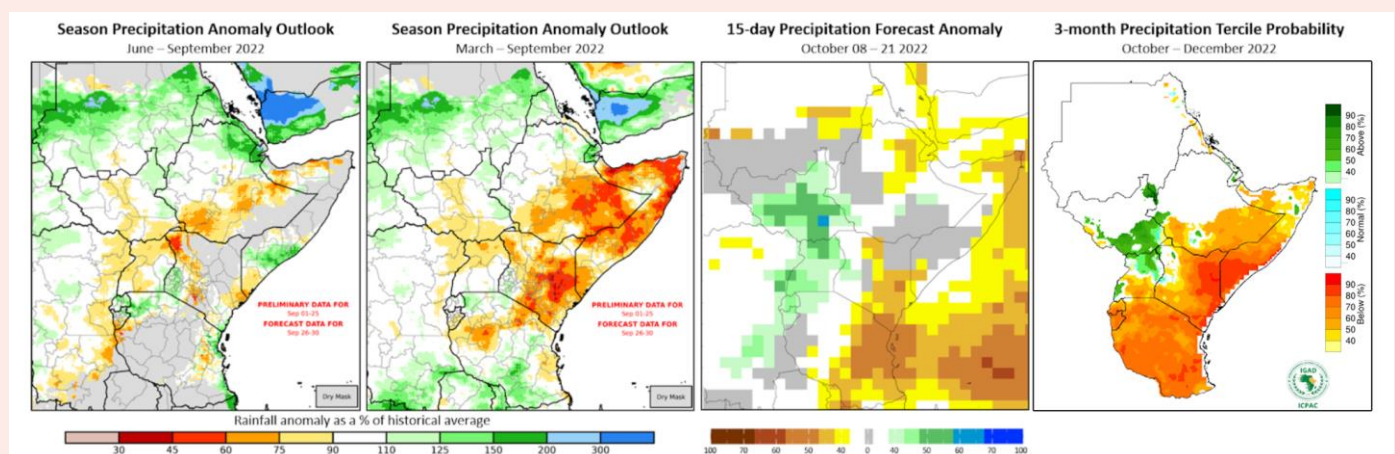 Season Precipitation Anomaly Outlook
June – September 2022
Season Precipitation Anomaly Outlook
March – September 2022
15-day Precipitation Forecast Anomaly
October 08 – 21 2022
3-month Precipitation Tercile Probability
October – December 2022
PRELIMINARY DATA FOR
Sep 01-25
FORECAST DATA FOR
Sep 26-30
Dry Mask
PRELIMINARY DATA FOR
Sep 01-25
FORECAST DATA FOR
Sep 26-30
Dry Mask
90
80
70
60
50
40
Above (%)
90
80
70
60
50
40
Normal (%)
90
80
70
60
50
40
Below (%)
IGAD
ICPAC
Rainfall anomaly as a % of historical average
30 45 60 75 90 110 125 150 200 300
100 70 60 50 40 0 40 50 60 70 100